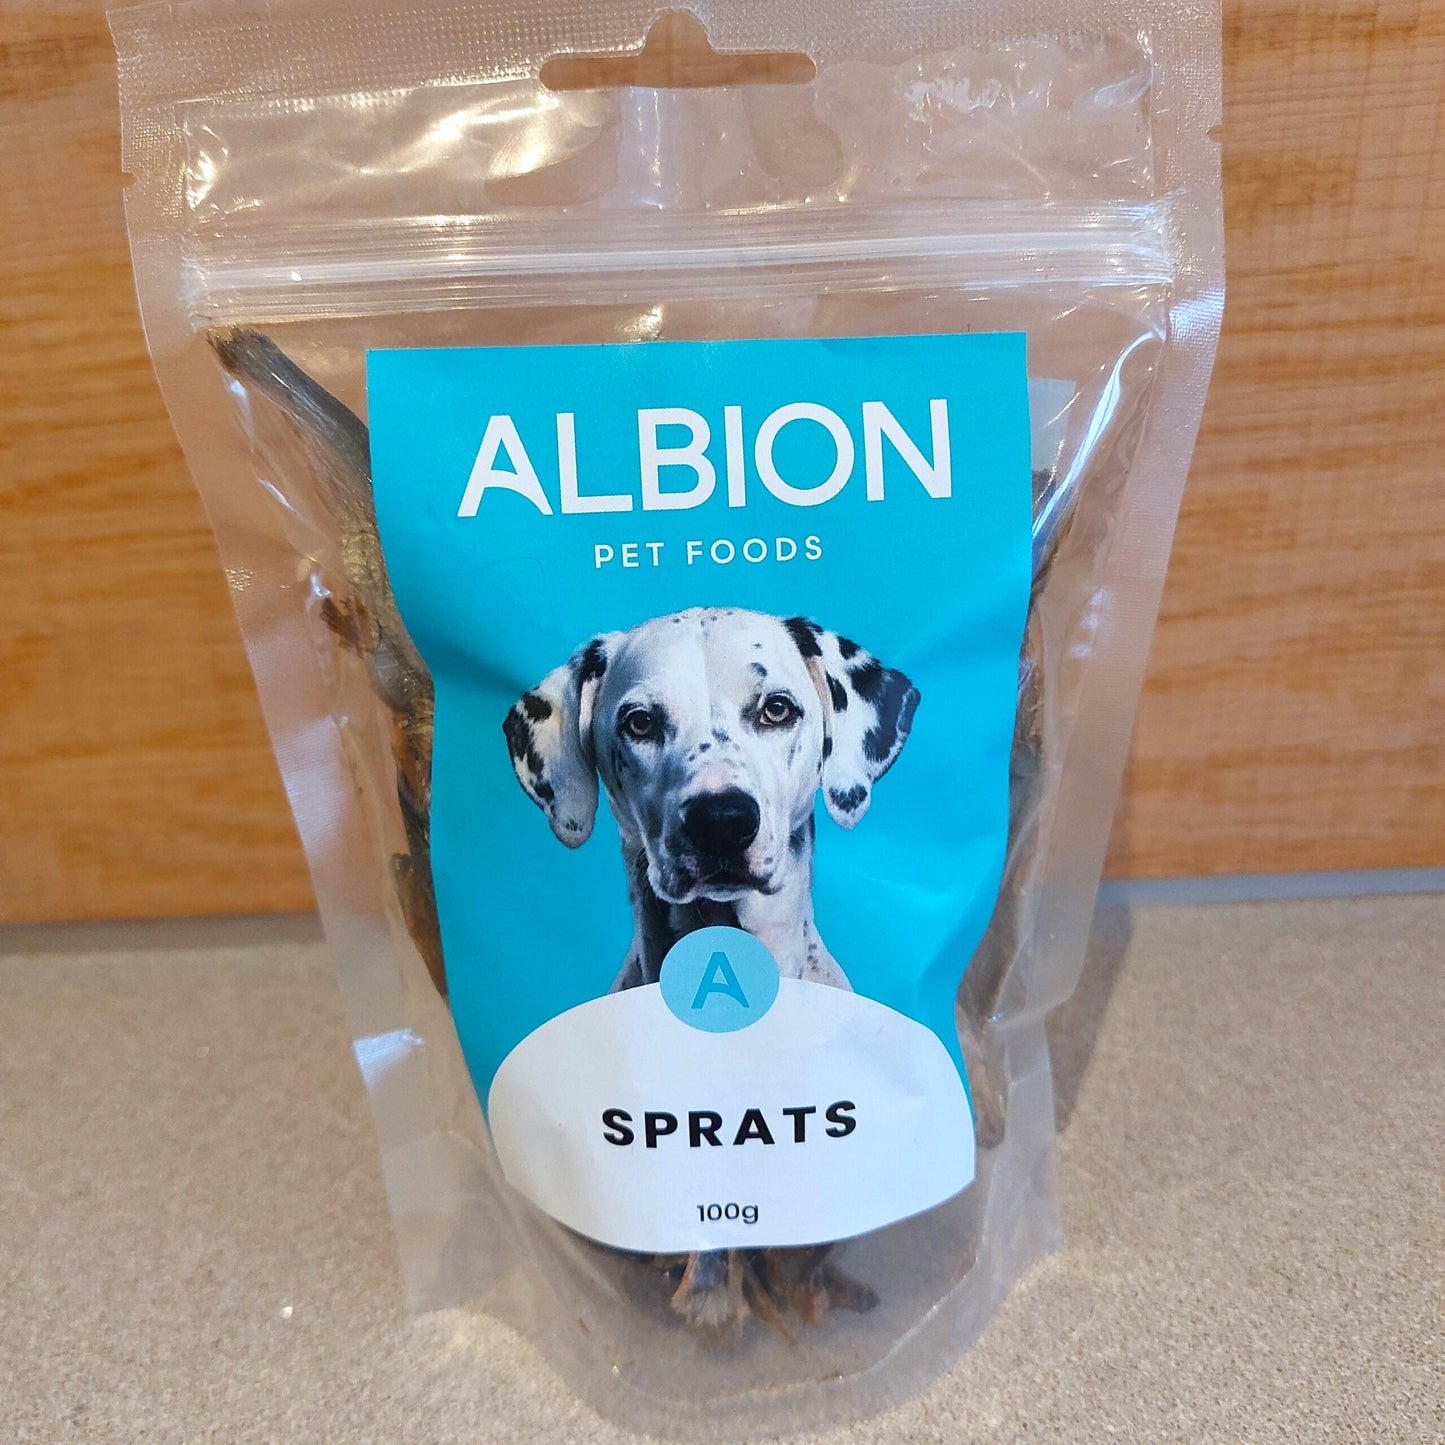 ALBION
PET FOODS
A
SPRATS
100g